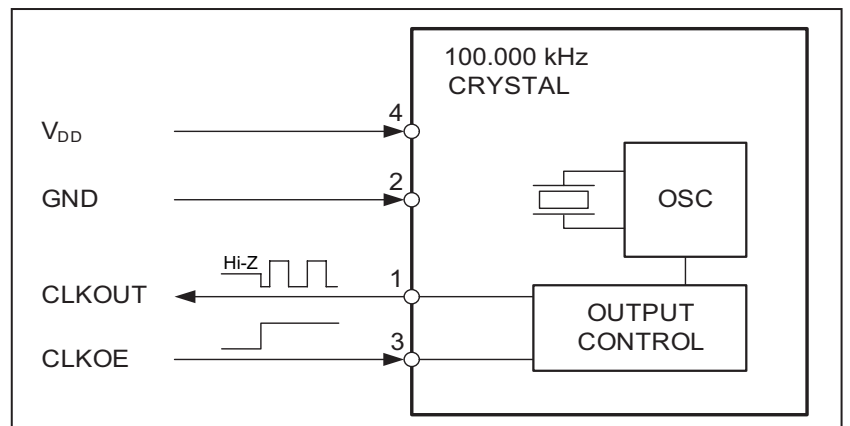 100.000 kHz
CRYSTAL
4
VDD
2
GND
OSC
Hi-Z
1
CLKOUT
OUTPUT
CONTROL
3
CLKOE